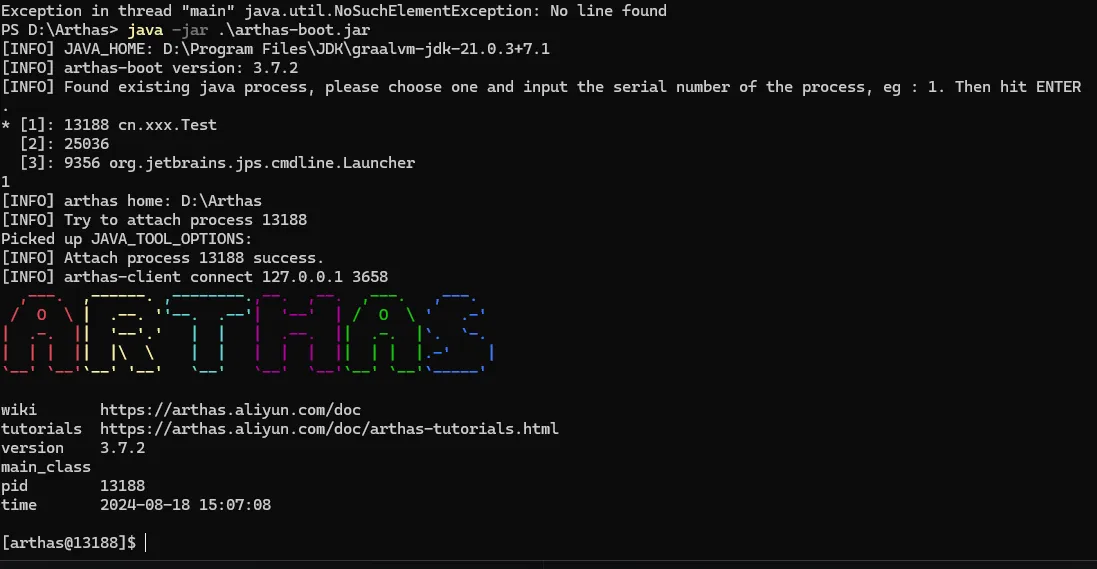 Exception in thread "main" java.util.NoSuchElementException: No line found
PS D:\Arthas> java -jar .\arthas-boot.jar
[INFO] JAVA_HOME: D:\Program Files\JDK\graalvm-jdk-21.0.3+7.1
[INFO] arthas-boot version: 3.7.2
[INFO] Found existing java process, please choose one and input the serial number of the process, eg : 1. Then hit ENTER
.
* [1]: 13188 cn.xxx.Test
  [2]: 25036
  [3]: 9356 org.jetbrains.jps.cmdline.Launcher
1
[INFO] arthas home: D:\Arthas
[INFO] Try to attach process 13188
Picked up JAVA_TOOL_OPTIONS:
[INFO] Attach process 13188 success.
[INFO] arthas-client connect 127.0.0.1 3658
ARTHAS
wiki       https://arthas.aliyun.com/doc
tutorials  https://arthas.aliyun.com/doc/arthas-tutorials.html
version    3.7.2
main_class
pid        13188
time       2024-08-18 15:07:08
[arthas@13188]$